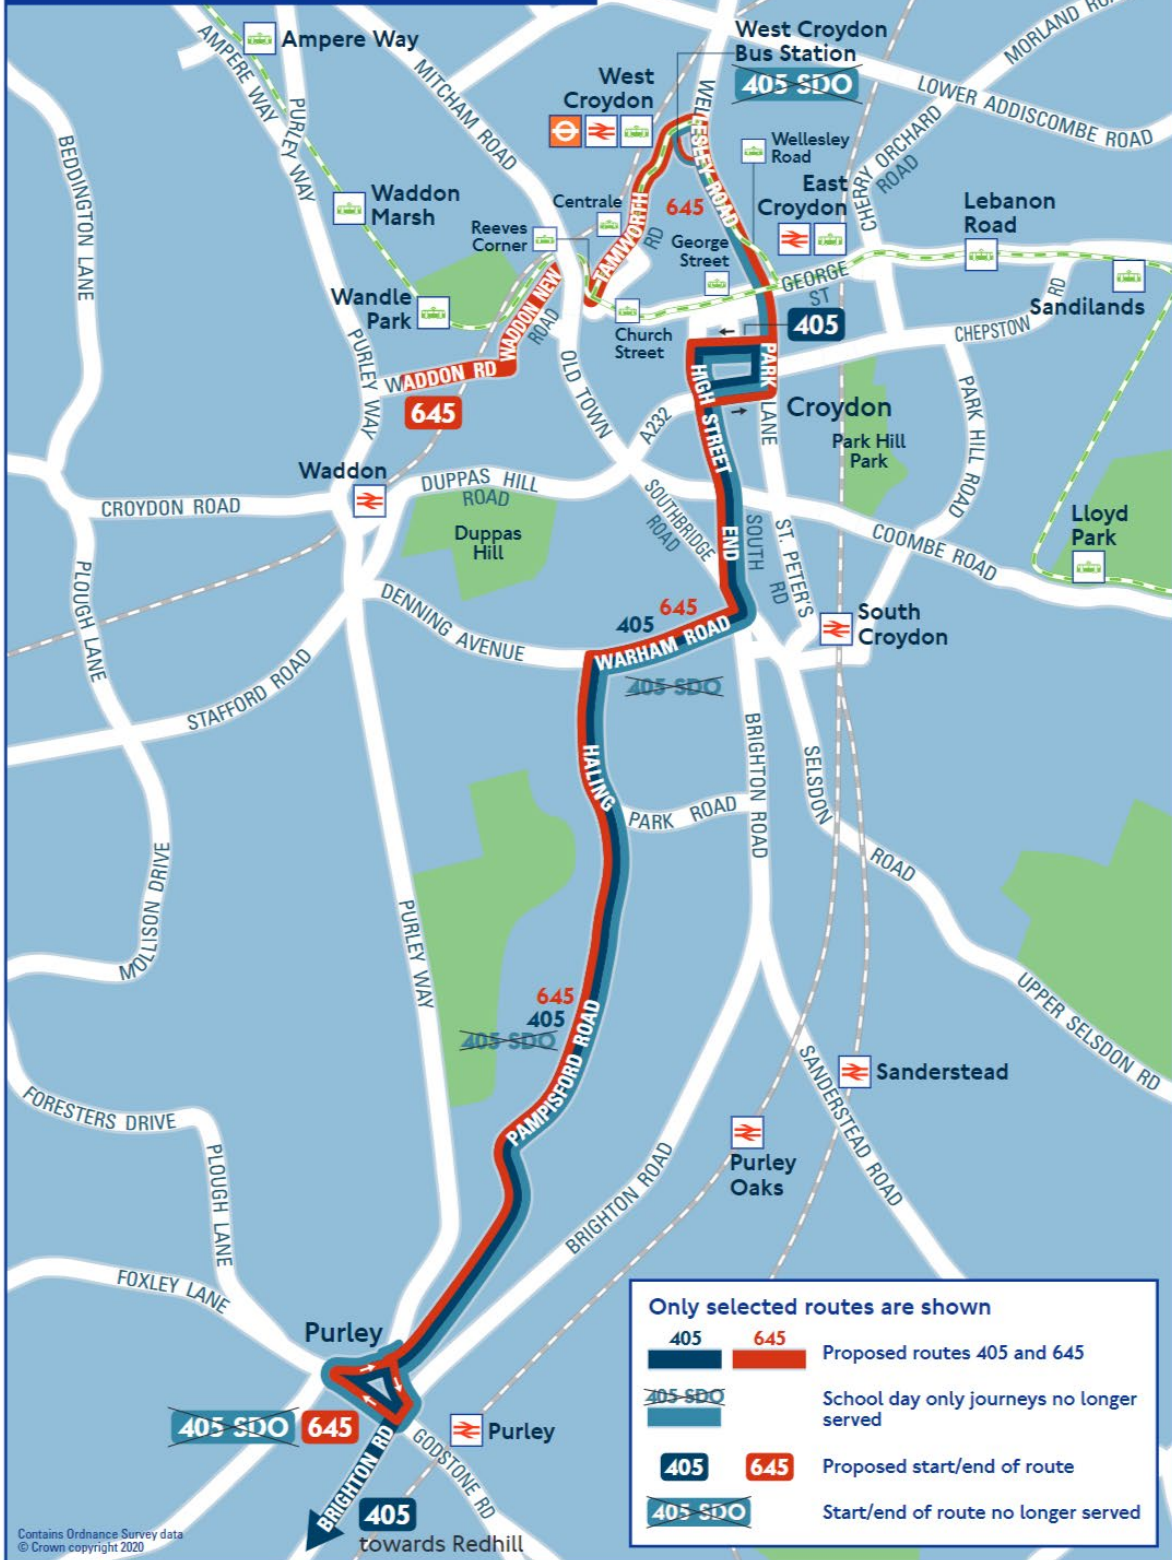 Ampere Way
AMPERE WAY
PURLEY WAY
MITCHAM ROAD
West Croydon
Bus Station
405 SDO
MORLAND RO
LOWER ADDISCOMBE ROAD
West
Croydon
WELLESLEY ROAD
Wellesley
Road
CHERRY ORCHARD
ROAD
BEDDINGTON LANE
Waddon
Marsh
Centrale
645
East
Croydon
Lebanon
Road
Reeves
Corner
TAMWORTH
RD
George
Street
GEORGE
ST
Sandilands
RD
CHEPSTOW
Wandle
Park
WADDON NEW
ROAD
Church
Street
405
PURLEY WAY
WADDON RD
645
OLD TOWN
A232
HIGH STREET
PARK
LANE
Croydon
Park Hill
Park
PARK HILL ROAD
Waddon
CROYDON ROAD
DUPPAS HILL
ROAD
Duppas
Hill
SOUTHBRIDGE
ROAD
END
SOUTH
ST. PETER'S
RD
COOMBE ROAD
Lloyd
Park
PLOUGH LANE
DENNING AVENUE
645
405
WARHAM ROAD
405 SDO
South
Croydon
STAFFORD ROAD
HALING
PARK ROAD
BRIGHTON ROAD
SELSDON
ROAD
MOLLISON DRIVE
PURLEY WAY
645
405
405 SDO
PAMPISFORD ROAD
UPPER SELSDON RD
SANDERSTEAD ROAD
Sanderstead
FORESTERS DRIVE
PLOUGH LANE
Purley
Oaks
BRIGHTON ROAD
FOXLEY LANE
Purley
405 SDO
645
Purley
GODSTONE RD
BRIGHTON RD
405
towards Redhill
Only selected routes are shown
405 645
Proposed routes 405 and 645
405 SDO
School day only journeys no longer
served
405 645 Proposed start/end of route
405 SDO Start/end of route no longer served
Contains Ordnance Survey data
© Crown copyright 2020